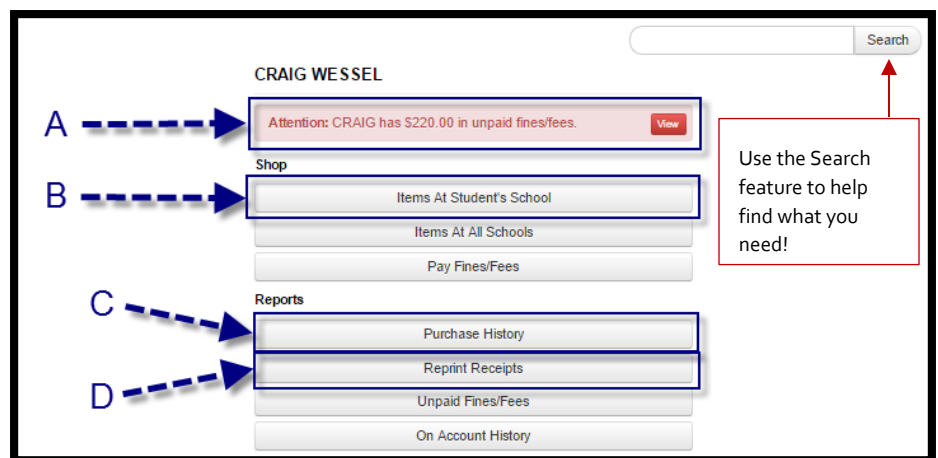 Search
CRAIG WESSEL
A
Attention: CRAIG has $220.00 in unpaid fines/fees.
View
Shop
B
Items At Student's School
Items At All Schools
Pay Fines/Fees
Use the Search
feature to help
find what you
need!
Reports
C
Purchase History
D
Reprint Receipts
Unpaid Fines/Fees
On Account History